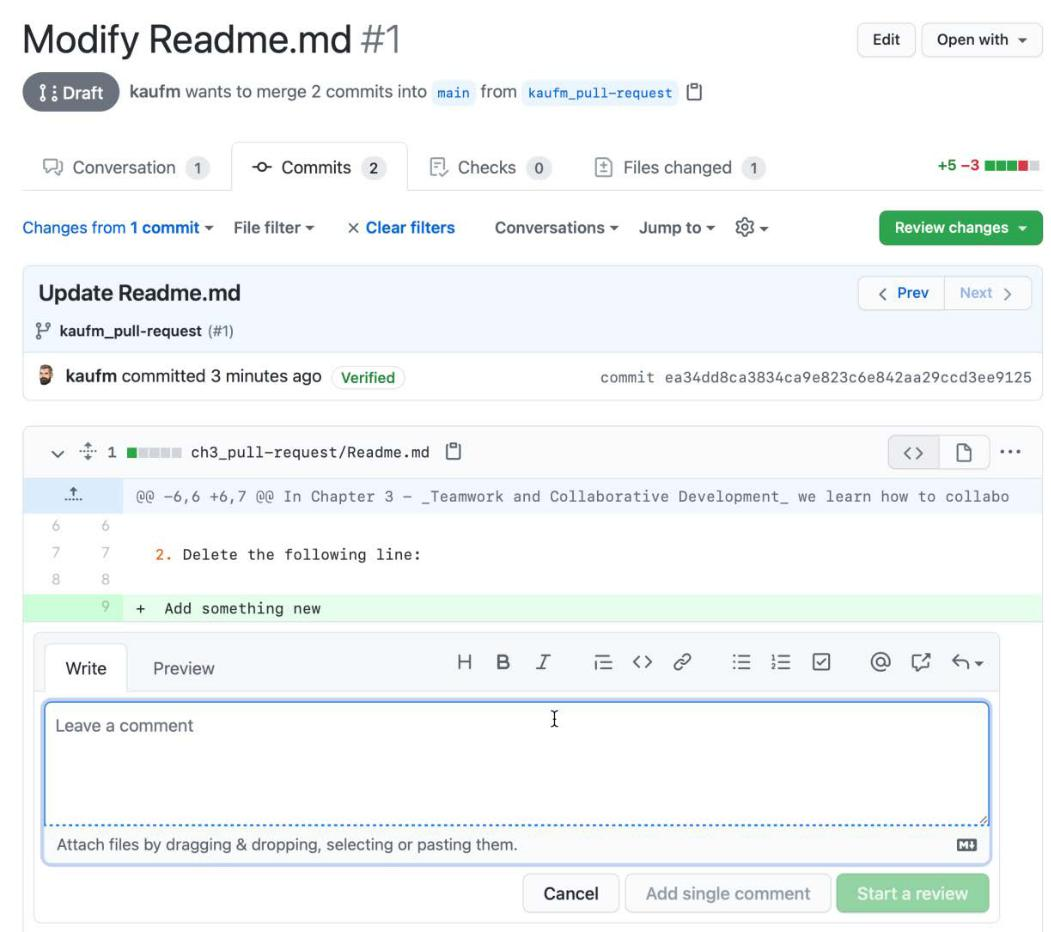 Modify Readme.md #1
Edit Open with
Draft kaufm wants to merge 2 commits into main from kaufm_pull-request
Conversation 1 Commits 2 Checks 0 Files changed 1 +5 −3
Changes from 1 commit File filter × Clear filters Conversations Jump to Review changes
Update Readme.md
Prev Next
kaufm_pull-request (#1)
kaufm committed 3 minutes ago Verified commit ea34dd8ca3834ca9e823c6e842aa29ccd3ee9125
1 ch3_pull-request/Readme.md
@@ -6,6 +6,7 @@ In Chapter 3 - _Teamwork and Collaborative Development_ we learn how to collabo
6 6
7 7 2. Delete the following line:
8 8
9 + Add something new
Write Preview H B I
Leave a comment
Attach files by dragging & dropping, selecting or pasting them.
Cancel Add single comment Start a review